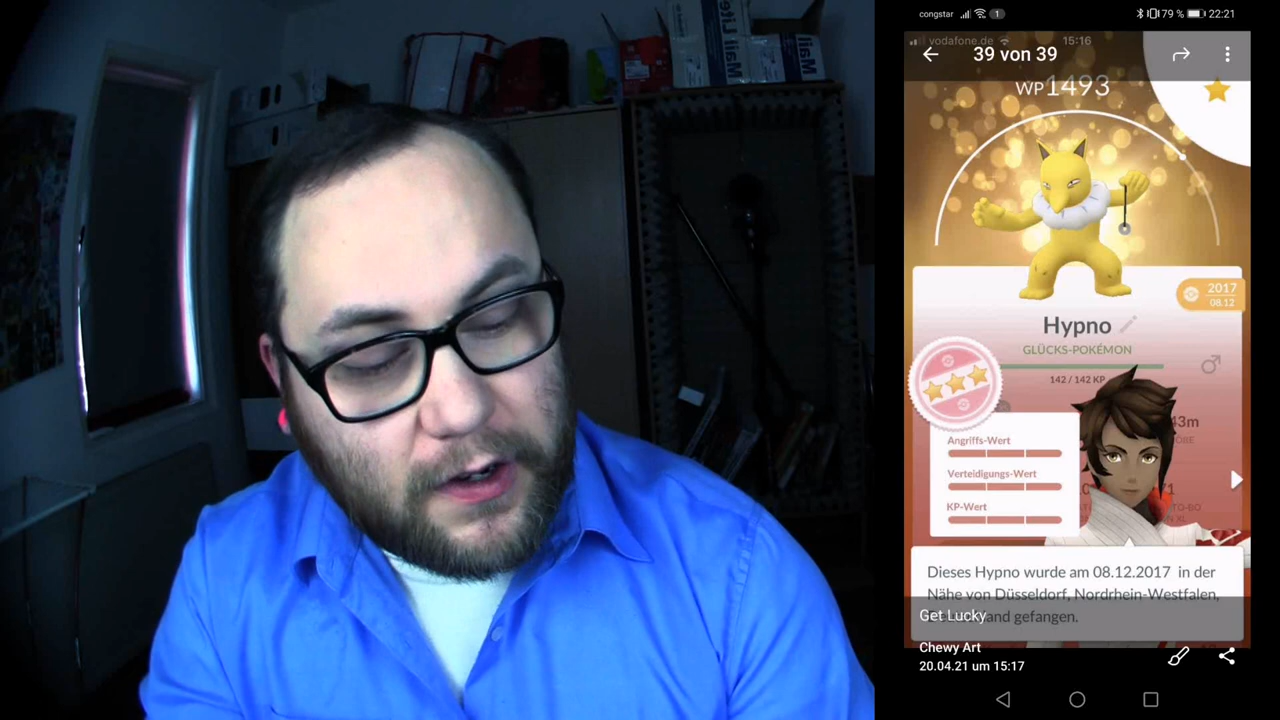 congstar
1
79 %
22:21
vodafone.de
15:16
39 von 39
WP1493
2017
08.12
Hypno
GLÜCKS-POKÉMON
142 / 142 KP
43m
Angriffs-Wert
Verteidigungs-Wert
KP-Wert
Dieses Hypno wurde am 08.12.2017 in der
Nähe von Düsseldorf, Nordrhein-Westfalen,
gefangen.
Get Lucky
Chewy Art
20.04.21 um 15:17